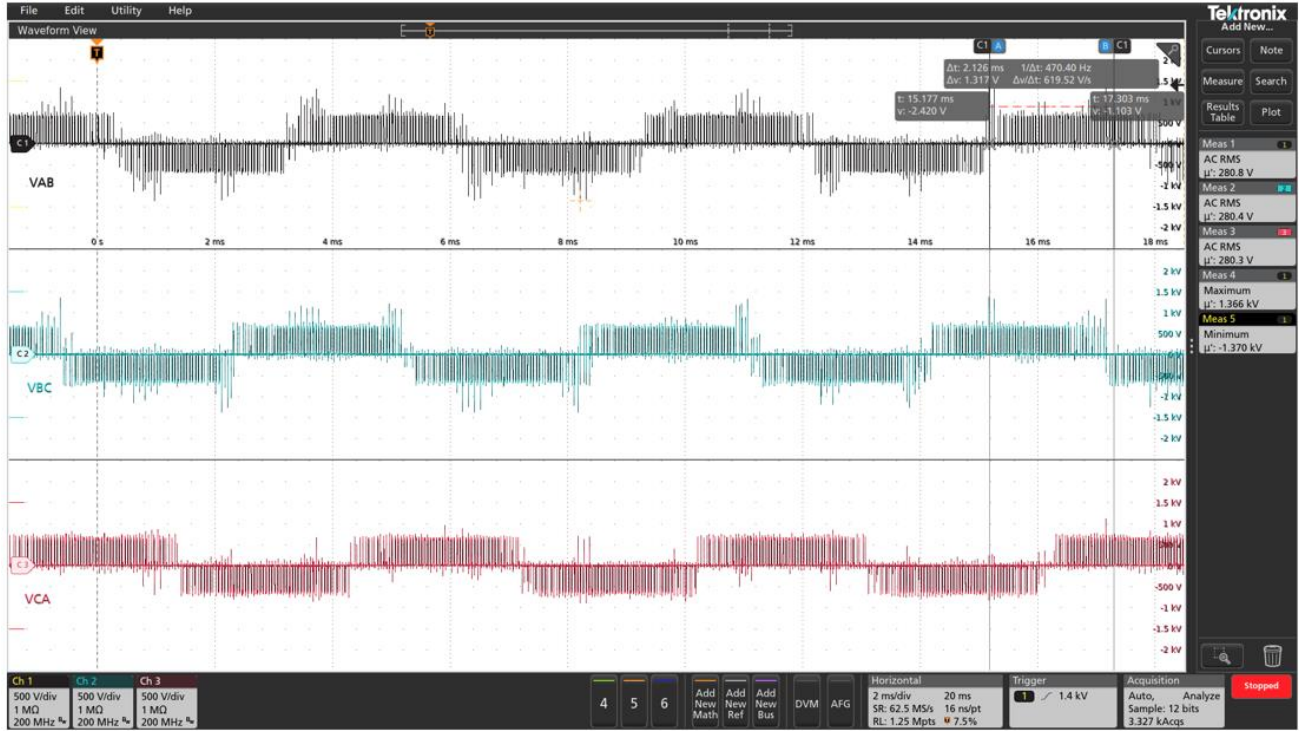 File Edit Utility Help
Tektronix
Waveform View
Add New...
T
C1 A
B C1
Cursors Note
Δt: 2.126 ms 1/Δt: 470.40 Hz
Δv: 1.317 V Δv/Δt: 619.52 V/s
Measure Search
t: 15.177 ms
v: -2.420 V
t: 17.303 ms
v: -1.103 V
1 kV
500 V
Results Table
Plot
C1
-500 V
VAB
-1 kV
-1.5 kV
-2 kV
0 s 2 ms 4 ms 6 ms 8 ms 10 ms 12 ms 14 ms 16 ms 18 ms
Meas 1 1
AC RMS
µ': 280.8 V
Meas 2
AC RMS
µ': 280.4 V
Meas 3 3
AC RMS
µ': 280.3 V
Meas 4 1
Maximum
µ': 1.366 kV
Meas 5 1
Minimum
µ': -1.370 kV
2 kV
1.5 kV
1 kV
500 V
C2
VBC
-1 kV
-1.5 kV
-2 kV
2 kV
1.5 kV
1 kV
C3
-500 V
VCA
-1 kV
-1.5 kV
-2 kV
Ch 1
500 V/div
1 MΩ
200 MHz
Ch 2
500 V/div
1 MΩ
200 MHz
Ch 3
500 V/div
1 MΩ
200 MHz
4 5 6
Add New Math
Add New Ref
Add New Bus
DVM AFG
Horizontal
2 ms/div 20 ms
SR: 62.5 MS/s 16 ns/pt
RL: 1.25 Mpts 7.5%
Trigger
1 1.4 kV
Acquisition
Auto, Analyze
Sample: 12 bits
3.327 kAcqs
Stopped